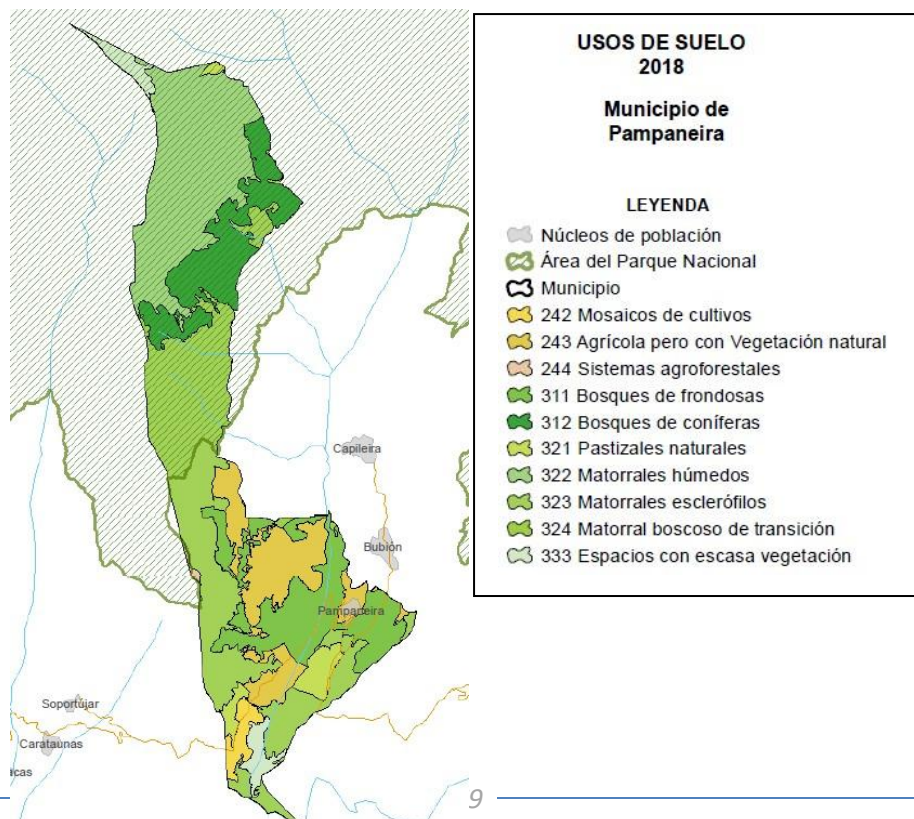 USOS DE SUELO
2018
Municipio de
Pampaneira
LEYENDA
Núcleos de población
Área del Parque Nacional
Municipio
242 Mosaicos de cultivos
243 Agrícola pero con Vegetación natural
244 Sistemas agroforestales
311 Bosques de frondosas
312 Bosques de coníferas
321 Pastizales naturales
322 Matorrales húmedos
323 Matorrales esclerófilos
324 Matorral boscoso de transición
333 Espacios con escasa vegetación
Capileira
Bubión
Pampaneira
Soportújar
Carataunas
icas
9